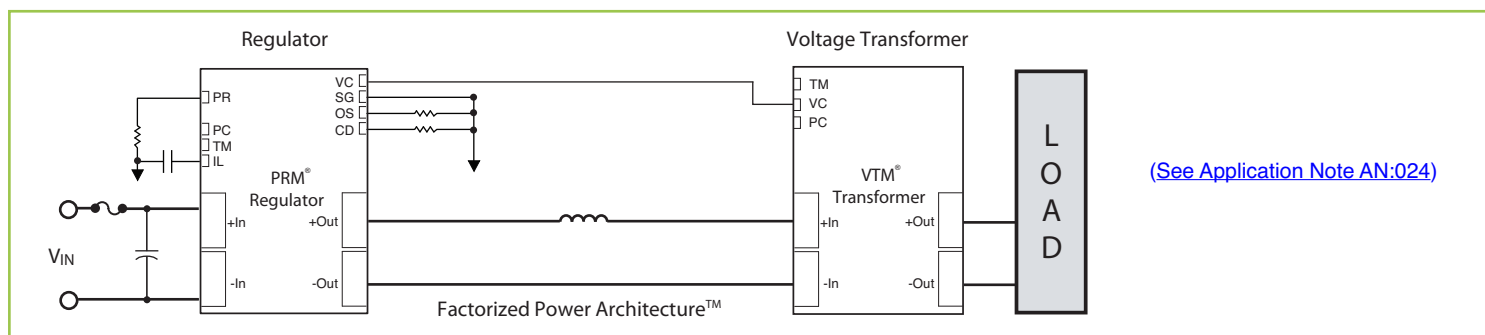 Regulator
Voltage Transformer
PR
PC
TM
IL
VC
SG
OS
CD
PRM®
Regulator
+In
-In
+Out
-Out
VIN
Factorized Power Architecture™
TM
VC
PC
VTM®
Transformer
+In
-In
+Out
-Out
L
O
A
D
(See Application Note AN:024)